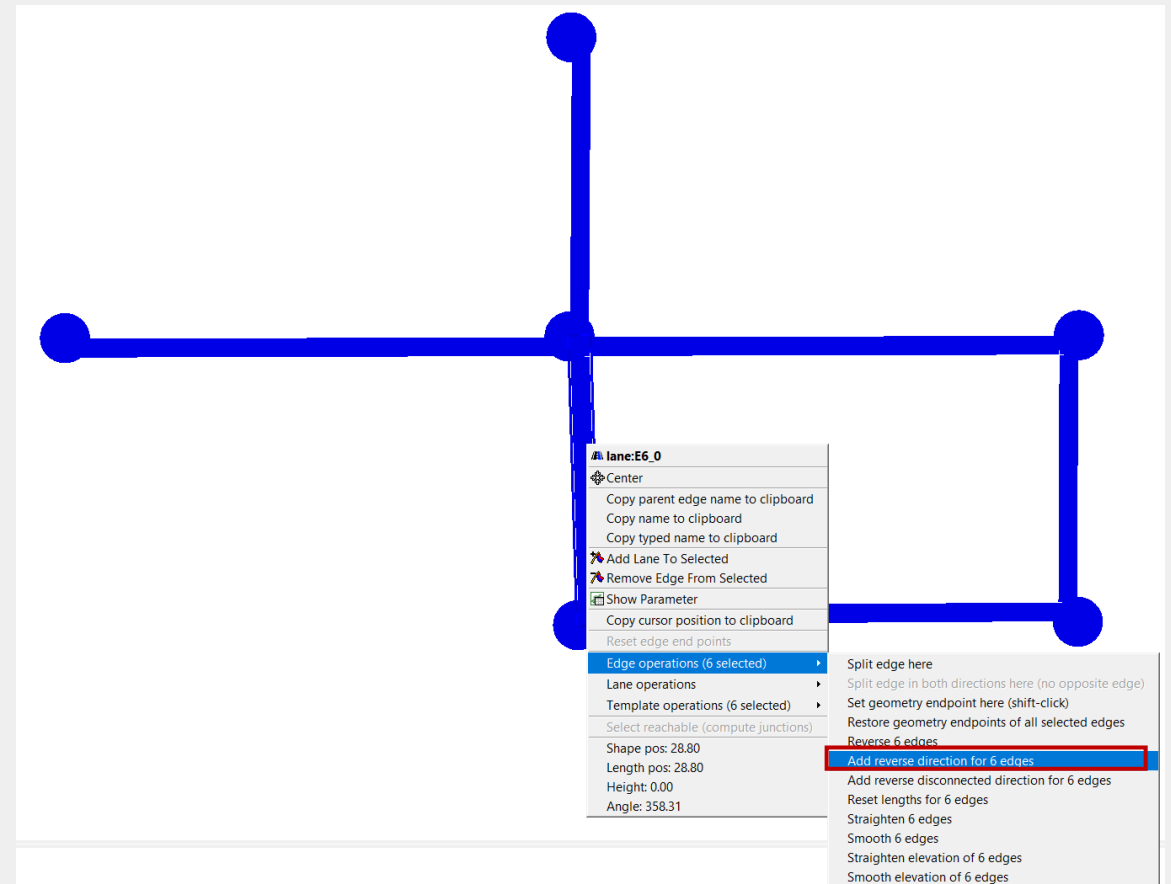 lane:E6_0
Center
Copy parent edge name to clipboard
Copy name to clipboard
Copy typed name to clipboard
Add Lane To Selected
Remove Edge From Selected
Show Parameter
Copy cursor position to clipboard
Reset edge end points
Edge operations (6 selected)
Lane operations
Template operations (6 selected)
Select reachable (compute junctions)
Shape pos: 28.80
Length pos: 28.80
Height: 0.00
Angle: 358.31
Split edge here
Split edge in both directions here (no opposite edge)
Set geometry endpoint here (shift-click)
Restore geometry endpoints of all selected edges
Reverse 6 edges
Add reverse direction for 6 edges
Add reverse disconnected direction for 6 edges
Reset lengths for 6 edges
Straighten 6 edges
Smooth 6 edges
Straighten elevation of 6 edges
Smooth elevation of 6 edges